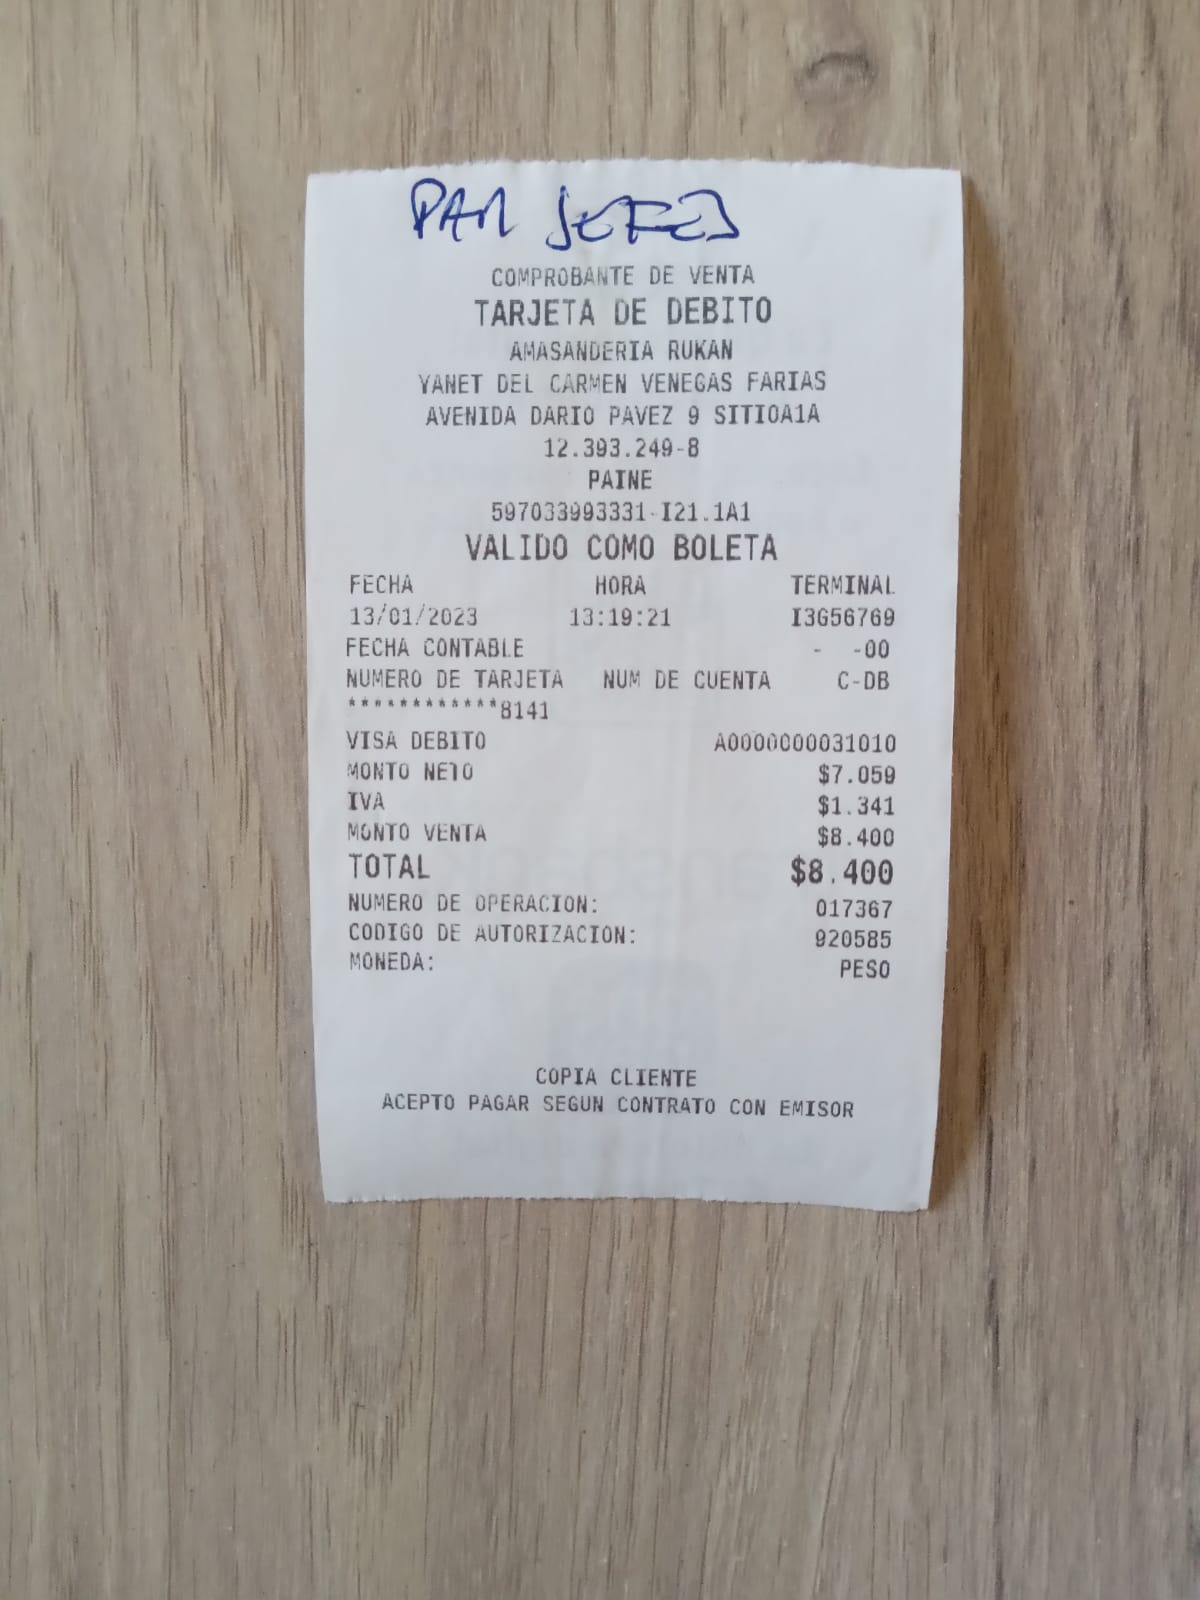 PAN JEFES
COMPROBANTE DE VENTA
TARJETA DE DEBITO
AMASANDERIA RUKAN
YANET DEL CARMEN VENEGAS FARIAS
AVENIDA DARIO PAVEZ 9 SITIOA1A
12.393.249-8
PAINE
597033993331-I21.1A1
VALIDO COMO BOLETA
FECHA HORA TERMINAL
13/01/2023 13:19:21 I3G56769
FECHA CONTABLE - -00
NUMERO DE TARJETA NUM DE CUENTA C-DB
************8141
VISA DEBITO A0000000031010
MONTO NETO $7.059
IVA $1.341
MONTO VENTA $8.400
TOTAL $8.400
NUMERO DE OPERACION: 017367
CODIGO DE AUTORIZACION: 920585
MONEDA: PESO
COPIA CLIENTE
ACEPTO PAGAR SEGUN CONTRATO CON EMISOR